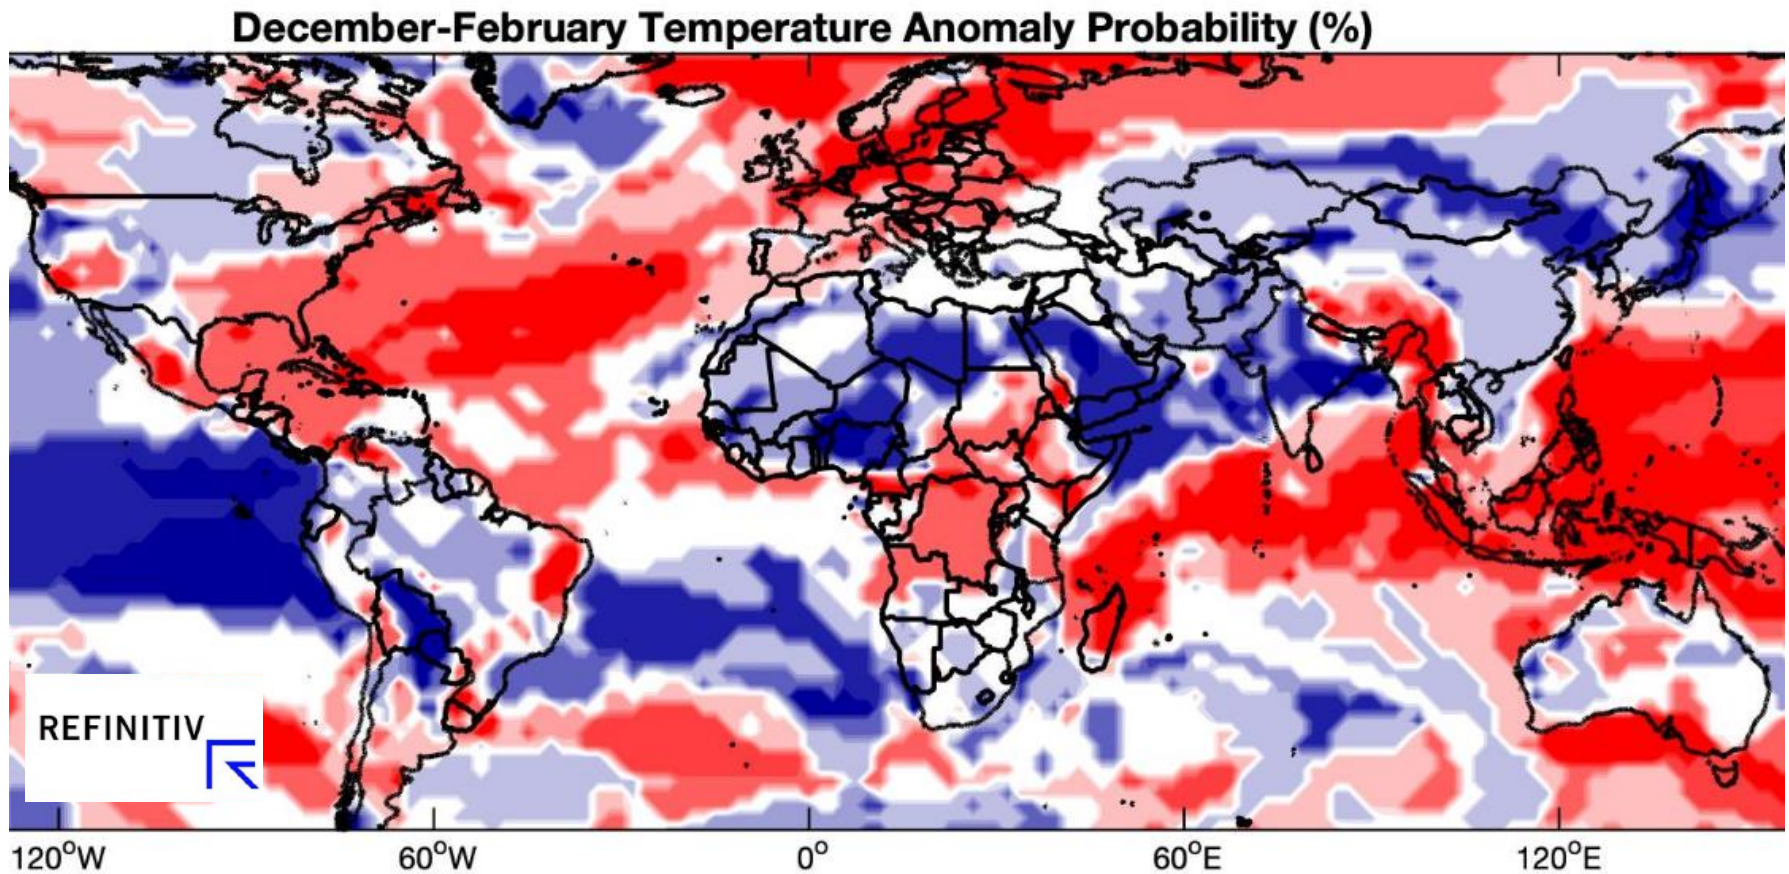 December-February Temperature Anomaly Probability (%)
REFINITIV
120°W 60°W 0° 60°E 120°E